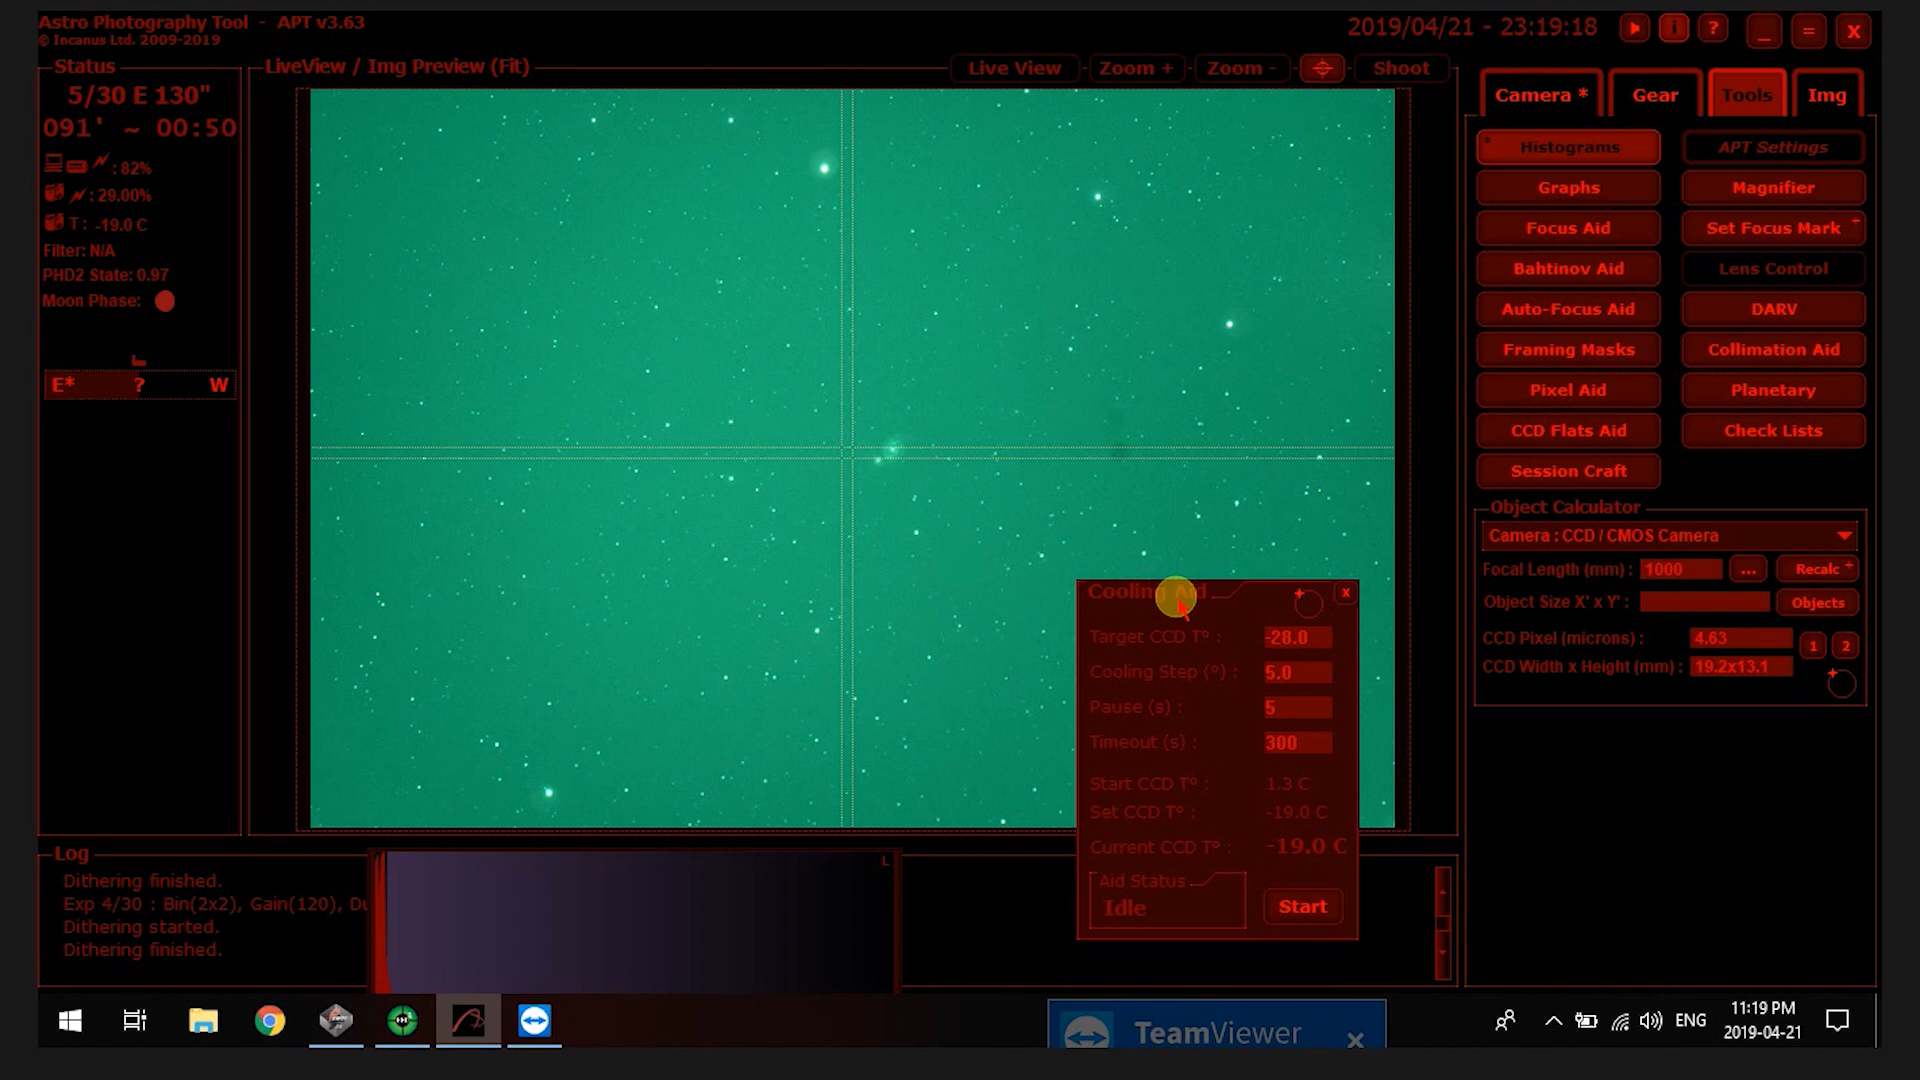 Astro Photography Tool - APT v3.63
© Incanus Ltd. 2009-2019
2019/04/21 - 23:19:18
i
?
_
=
X
Status
5/30 E 130"
091' ~ 00:50
: 82%
: 29.00%
T : -19.0 C
Filter: N/A
PHD2 State: 0.97
Moon Phase:
E* ? W
LiveView / Img Preview (Fit)
Live View
Zoom +
Zoom -
Shoot
Camera *
Gear
Tools
Img
* Histograms
APT Settings
Graphs
Magnifier
Focus Aid
Set Focus Mark +
Bahtinov Aid
Lens Control
Auto-Focus Aid
DARV
Framing Masks
Collimation Aid
Pixel Aid
Planetary
CCD Flats Aid
Check Lists
Session Craft
Object Calculator
Camera : CCD / CMOS Camera
Focal Length (mm) : 1000 ... Recalc +
Object Size X' x Y' : Objects
CCD Pixel (microns) : 4.63 1 2
CCD Width x Height (mm) : 19.2x13.1
Cooling Aid x
Target CCD T° : -28.0
Cooling Step (°) : 5.0
Pause (s) : 5
Timeout (s) : 300
Start CCD T° : 1.3 C
Set CCD T° : -19.0 C
Current CCD T° : -19.0 C
Aid Status
Idle
Start
Log
Dithering finished.
Exp 4/30 : Bin(2x2), Gain(120), Du
Dithering started.
Dithering finished.
L
TeamViewer
ENG
11:19 PM
2019-04-21